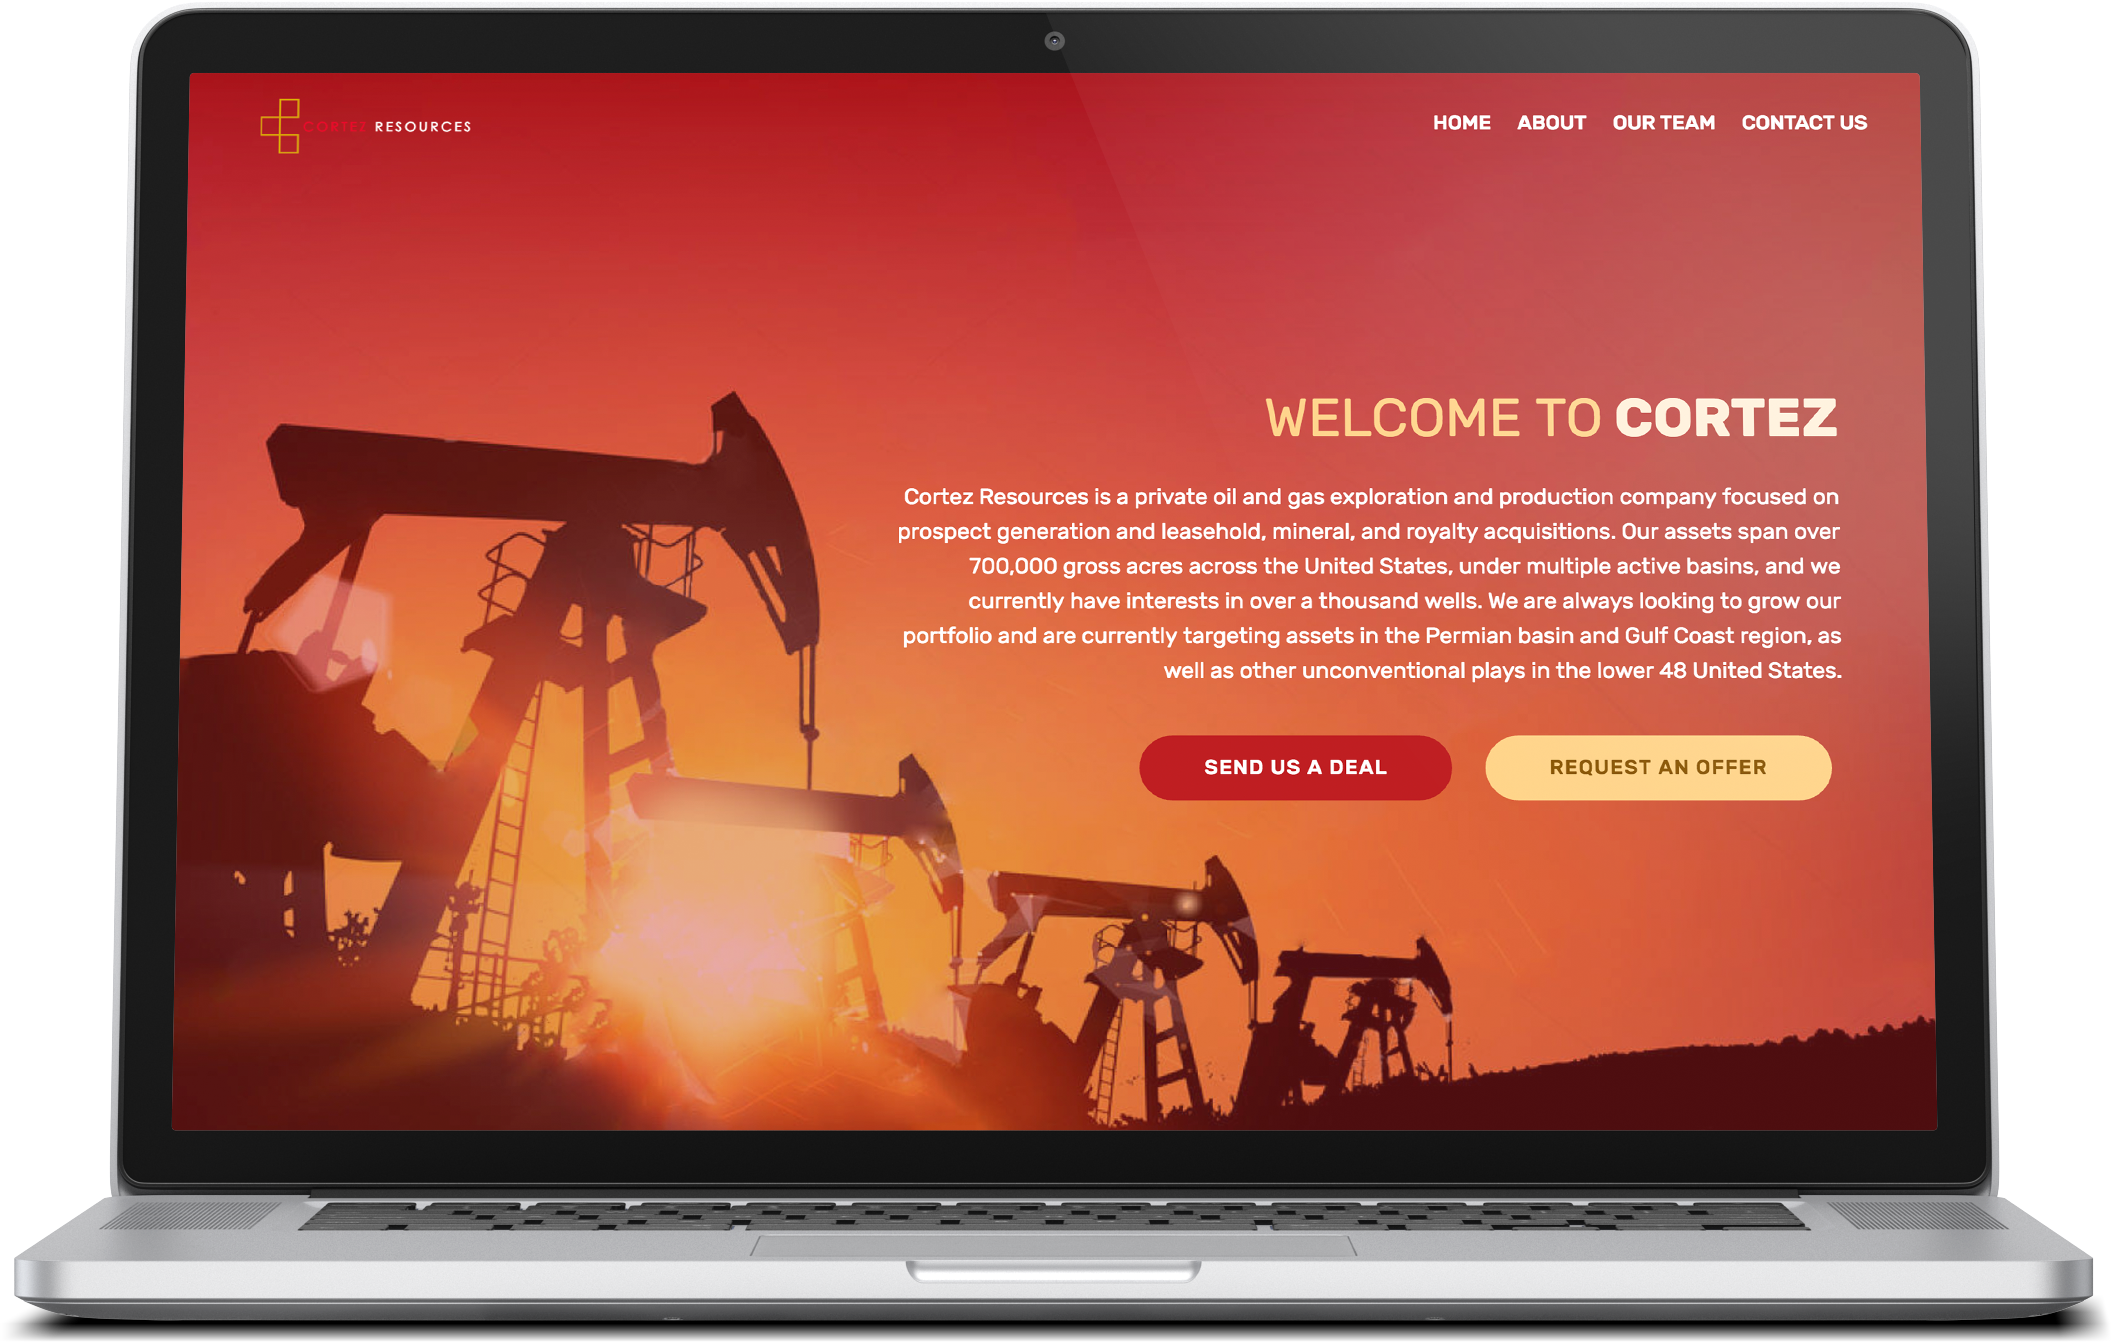 CORTEZ RESOURCES
HOME ABOUT OUR TEAM CONTACT US
WELCOME TO CORTEZ
Cortez Resources is a private oil and gas exploration and production company focused on
prospect generation and leasehold, mineral, and royalty acquisitions. Our assets span over
700,000 gross acres across the United States, under multiple active basins, and we
currently have interests in over a thousand wells. We are always looking to grow our
portfolio and are currently targeting assets in the Permian basin and Gulf Coast region, as
well as other unconventional plays in the lower 48 United States.
SEND US A DEAL
REQUEST AN OFFER